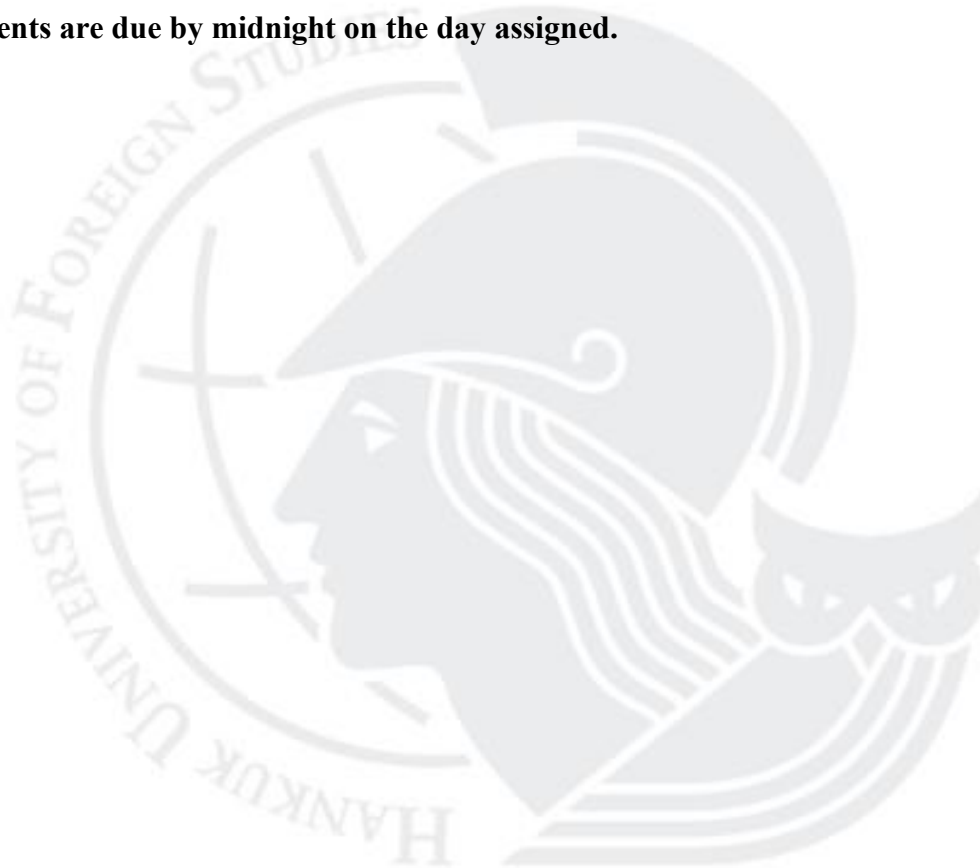 ents are due by midnight on the day assigned.
HANKUK UNIVERSITY OF FOREIGN STUDIES